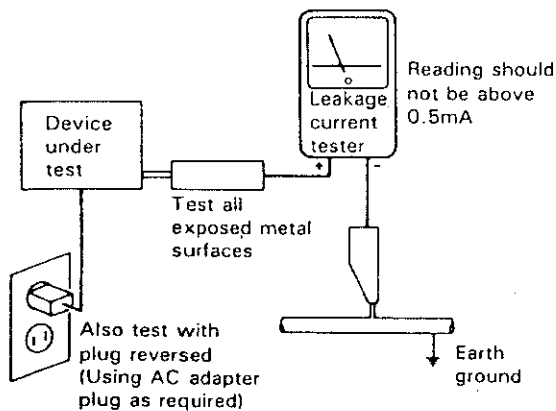 Device
under
test
Leakage
current
tester
+
-
Reading should
not be above
0.5mA
Test all
exposed metal
surfaces
Also test with
plug reversed
(Using AC adapter
plug as required)
Earth
ground